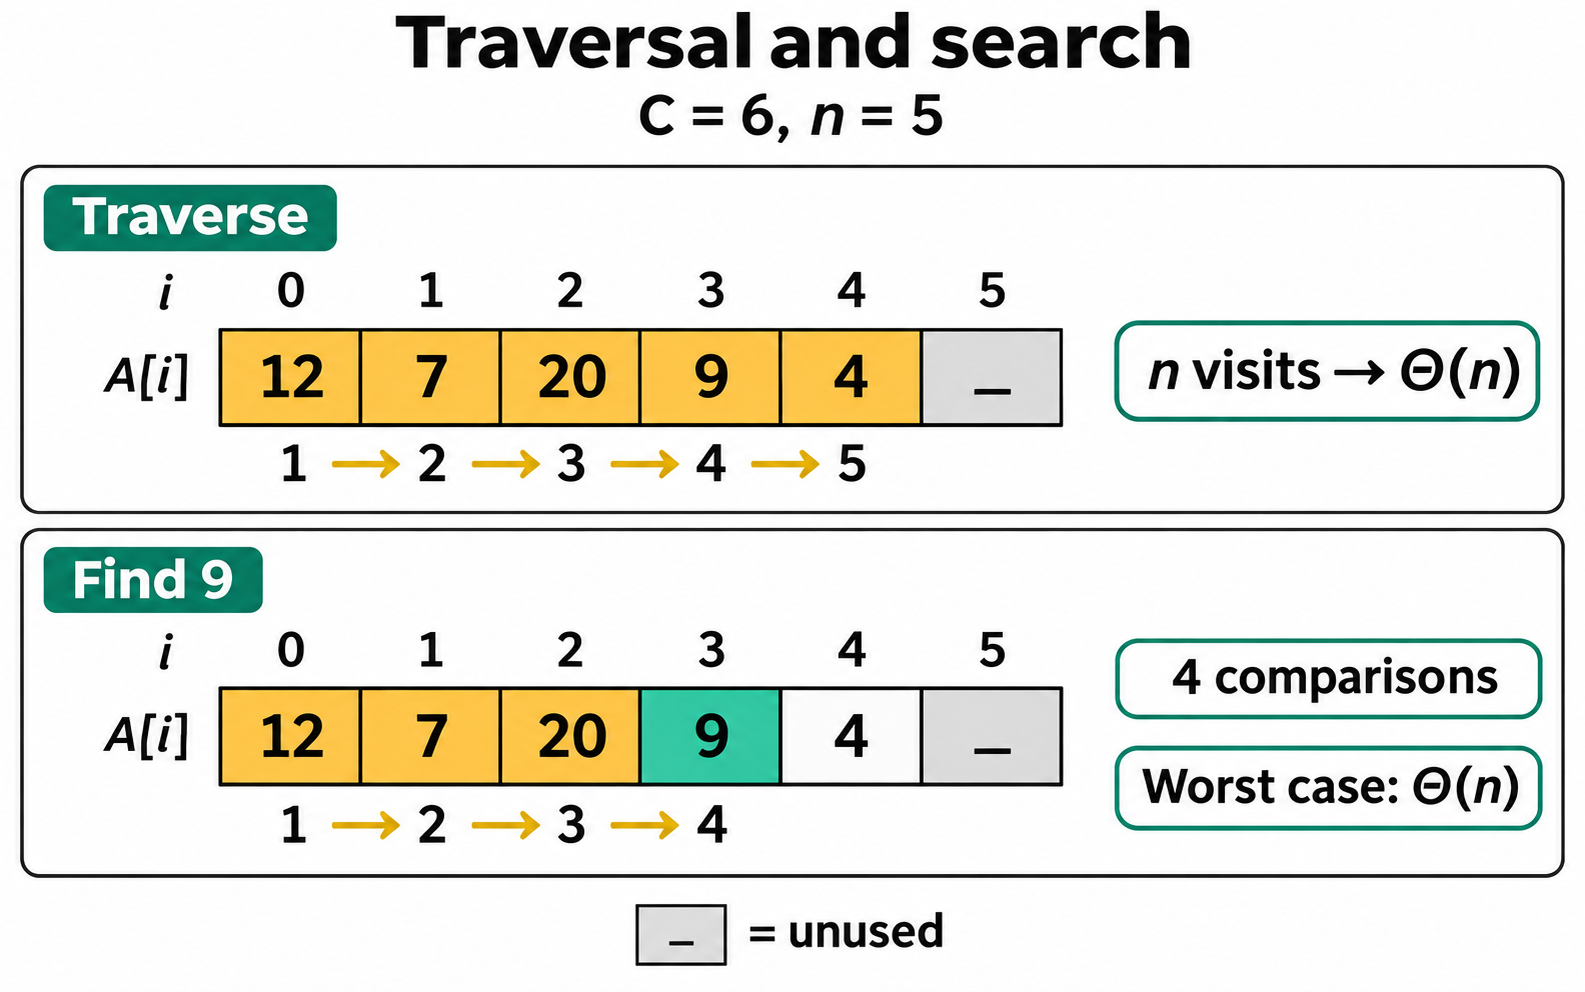 Traversal and search
C = 6, n = 5
Traverse
i 0 1 2 3 4 5
A[i] 12 7 20 9 4 _
1 → 2 → 3 → 4 → 5
n visits → Θ(n)
Find 9
i 0 1 2 3 4 5
A[i] 12 7 20 9 4 _
1 → 2 → 3 → 4
4 comparisons
Worst case: Θ(n)
_ = unused